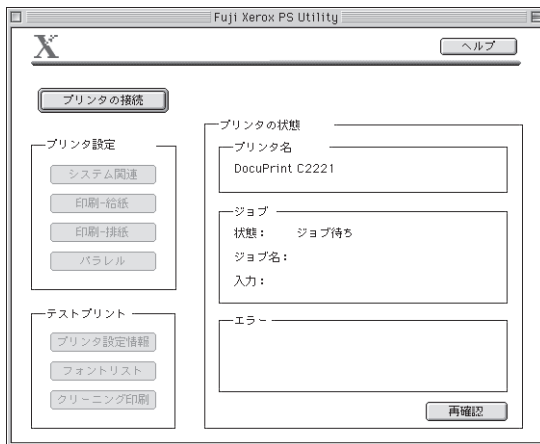 Fuji Xerox PS Utility
X
ヘルプ
プリンタの接続
プリンタ設定
システム関連
印刷-給紙
印刷-排紙
パラレル
テストプリント
プリンタ設定情報
フォントリスト
クリーニング印刷
プリンタの状態
プリンタ名
DocuPrint C2221
ジョブ
状態： ジョブ待ち
ジョブ名：
入力：
エラー
再確認